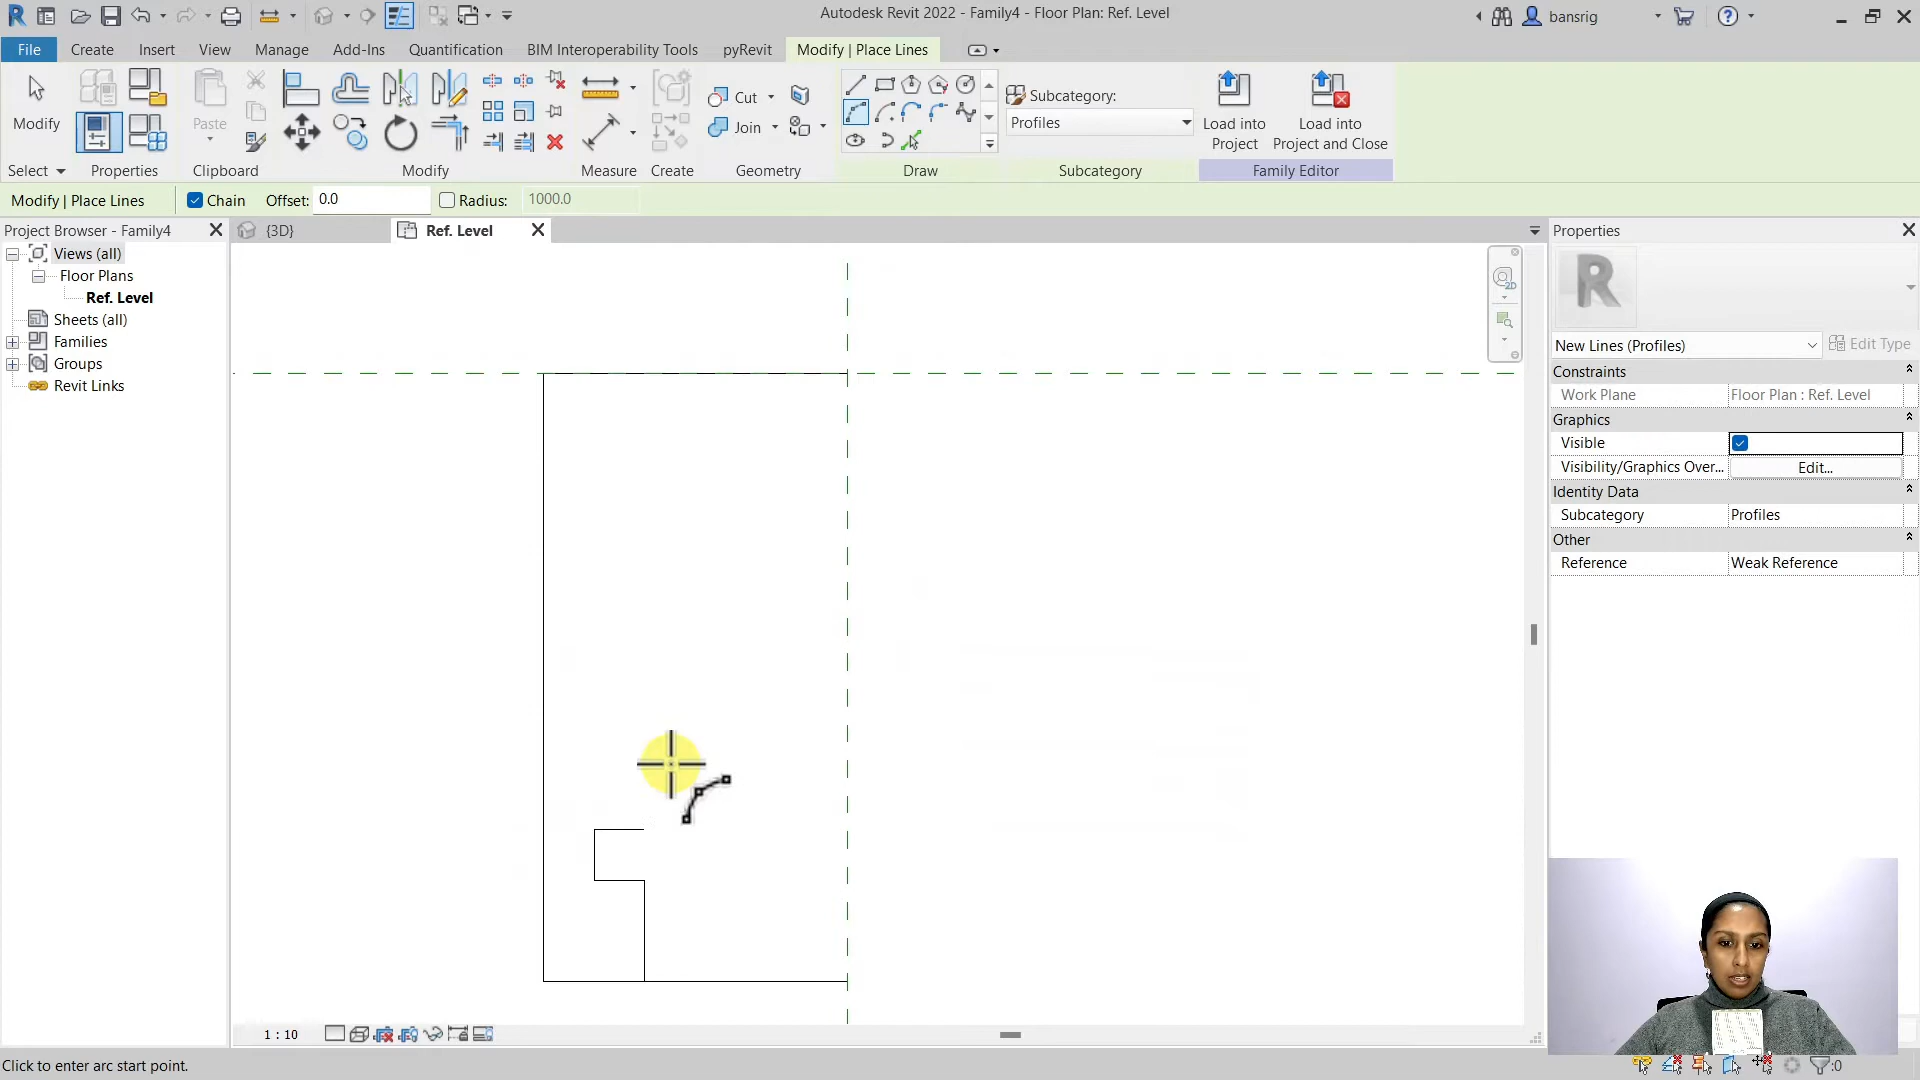 Autodesk Revit 2022 - Family4 - Floor Plan: Ref. Level
bansrig
File
Create
Insert
View
Manage
Add-Ins
Quantification
BIM Interoperability Tools
pyRevit
Modify | Place Lines
Modify
Paste
Cut
Join
Subcategory:
Profiles
Load into
Project
Load into
Project and Close
Select
Properties
Clipboard
Modify
Measure
Create
Geometry
Draw
Subcategory
Family Editor
Modify | Place Lines
Chain
Offset:
0.0
Radius:
1000.0
Project Browser - Family4
Views (all)
Floor Plans
Ref. Level
Sheets (all)
Families
Groups
Revit Links
{3D}
Ref. Level
2D
Properties
New Lines (Profiles)
Edit Type
Constraints
Work Plane
Floor Plan : Ref. Level
Graphics
Visible
Visibility/Graphics Over...
Edit...
Identity Data
Subcategory
Profiles
Other
Reference
Weak Reference
1 : 10
Click to enter arc start point.
:0